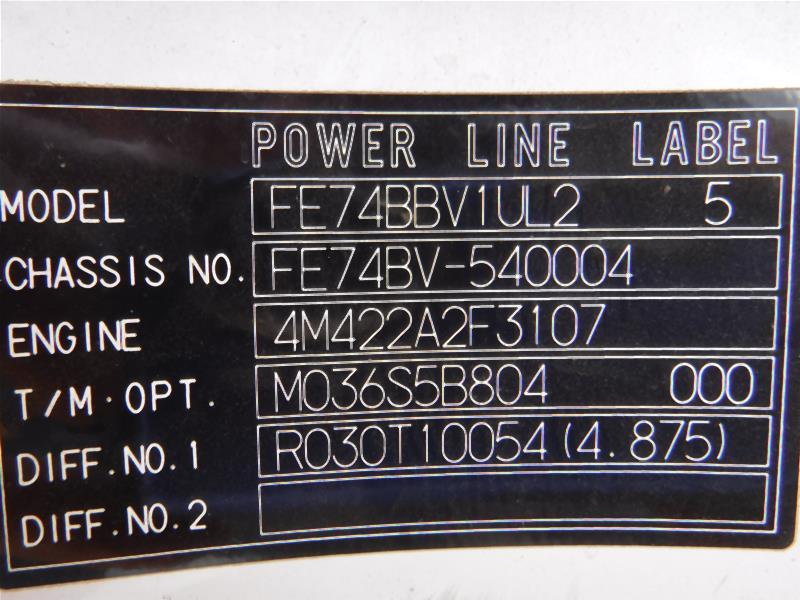 POWER LINE LABEL
MODEL FE74BBV1UL2 5
CHASSIS NO. FE74BV-540004
ENGINE 4M422A2F3107
T/M·OPT. M036S5B804 000
DIFF.NO.1 R030T10054(4.875)
DIFF.NO.2